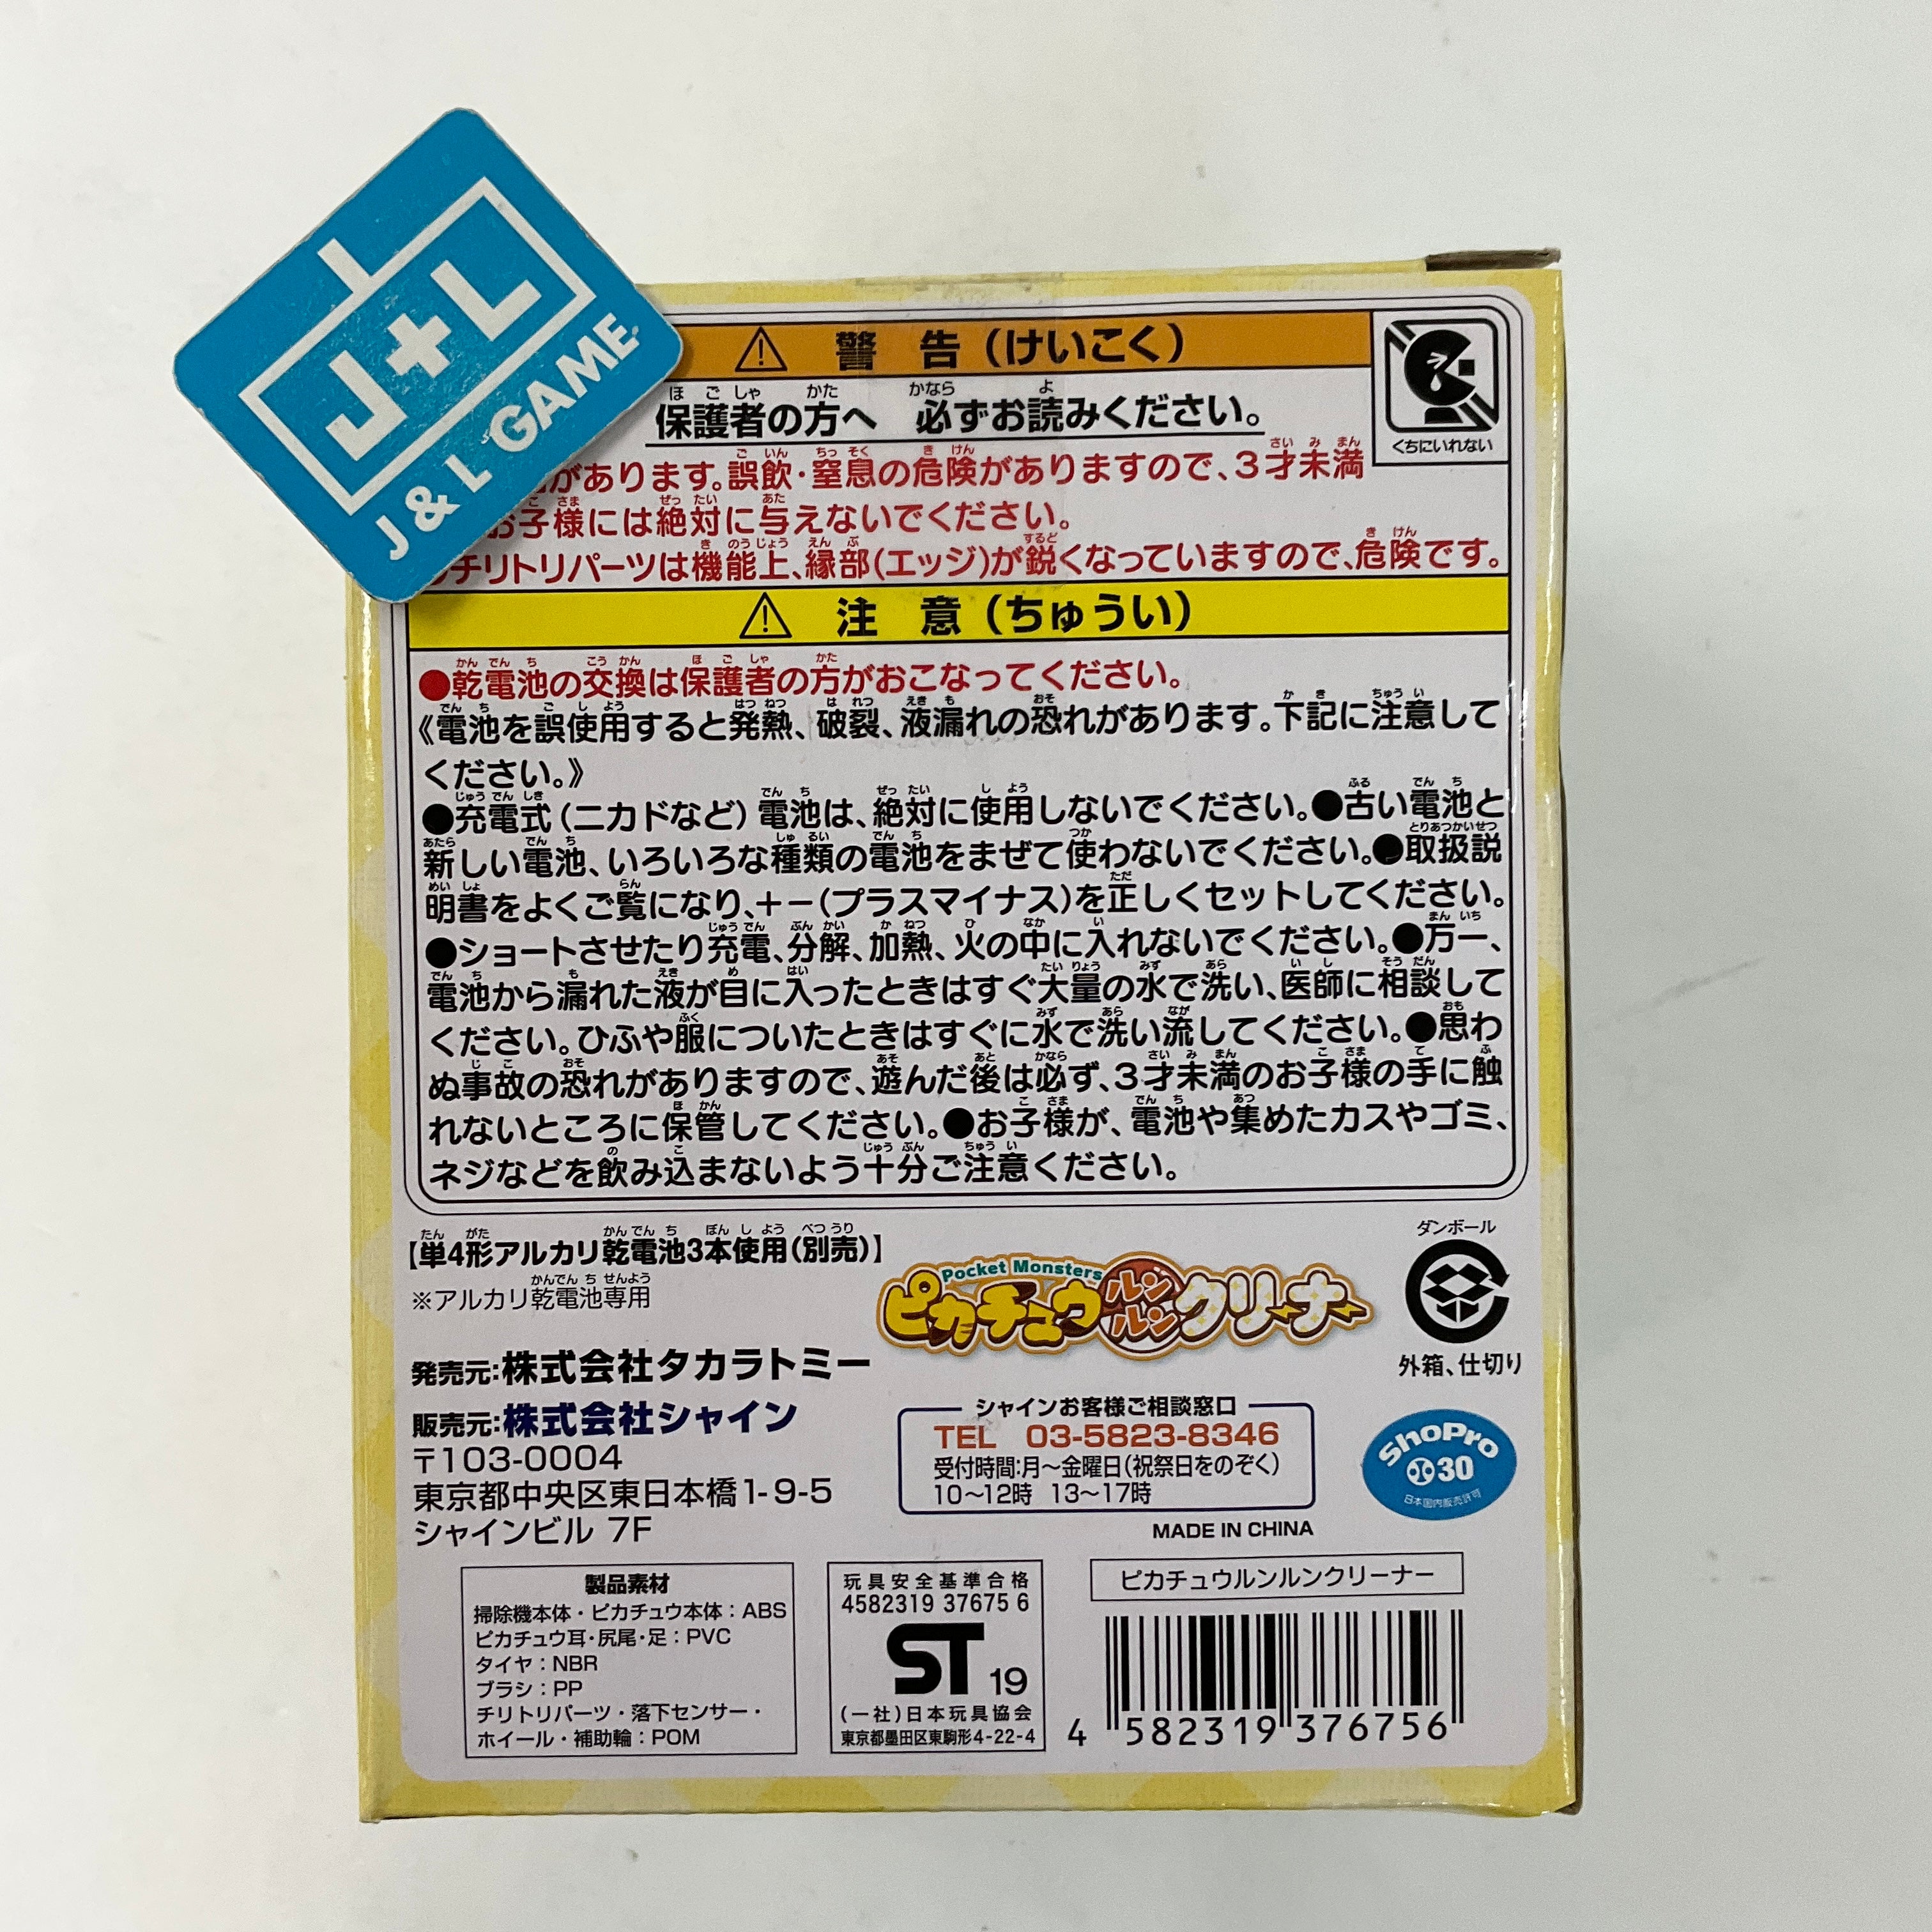 J+L
J & L GAME
警 告（けいこく）
保護者の方へ 必ずお読みください。
くちにいれない
があります。誤飲・窒息の危険がありますので、3才未満
お子様には絶対に与えないでください。
チリトリパーツは機能上、縁部(エッジ)が鋭くなっていますので、危険です。
注 意（ちゅうい）
●乾電池の交換は保護者の方がおこなってください。
《電池を誤使用すると発熱、破裂、液漏れの恐れがあります。下記に注意して
ください。》
●充電式（ニカドなど）電池は、絶対に使用しないでください。●古い電池と
新しい電池、いろいろな種類の電池をまぜて使わないでください。●取扱説
明書をよくご覧になり、＋－(プラスマイナス)を正しくセットしてください。
●ショートさせたり充電、分解、加熱、火の中に入れないでください。●万一、
電池から漏れた液が目に入ったときはすぐ大量の水で洗い、医師に相談して
ください。ひふや服についたときはすぐに水で洗い流してください。●思わ
ぬ事故の恐れがありますので、遊んだ後は必ず、3才未満のお子様の手に触
れないところに保管してください。●お子様が、電池や集めたカスやゴミ、
ネジなどを飲み込まないよう十分ご注意ください。
【単4形アルカリ乾電池3本使用(別売)】
※アルカリ乾電池専用
Pocket Monsters
ピカチュウルンルンクリーナー
ダンボール
外箱、仕切り
発売元:株式会社タカラトミー
販売元:株式会社シャイン
〒103-0004
東京都中央区東日本橋1-9-5
シャインビル 7F
シャインお客様ご相談窓口
TEL 03-5823-8346
受付時間:月～金曜日(祝祭日をのぞく)
10～12時 13～17時
ShoPro
30
日本国内販売許可
MADE IN CHINA
製品素材
掃除機本体・ピカチュウ本体：ABS
ピカチュウ耳・尻尾・足：PVC
タイヤ：NBR
ブラシ：PP
チリトリパーツ・落下センサー・
ホイール・補助輪：POM
玩具安全基準合格
4582319 37675 6
ST 19
(一社)日本玩具協会
東京都墨田区東駒形4-22-4
ピカチュウルンルンクリーナー
4 582319 376756